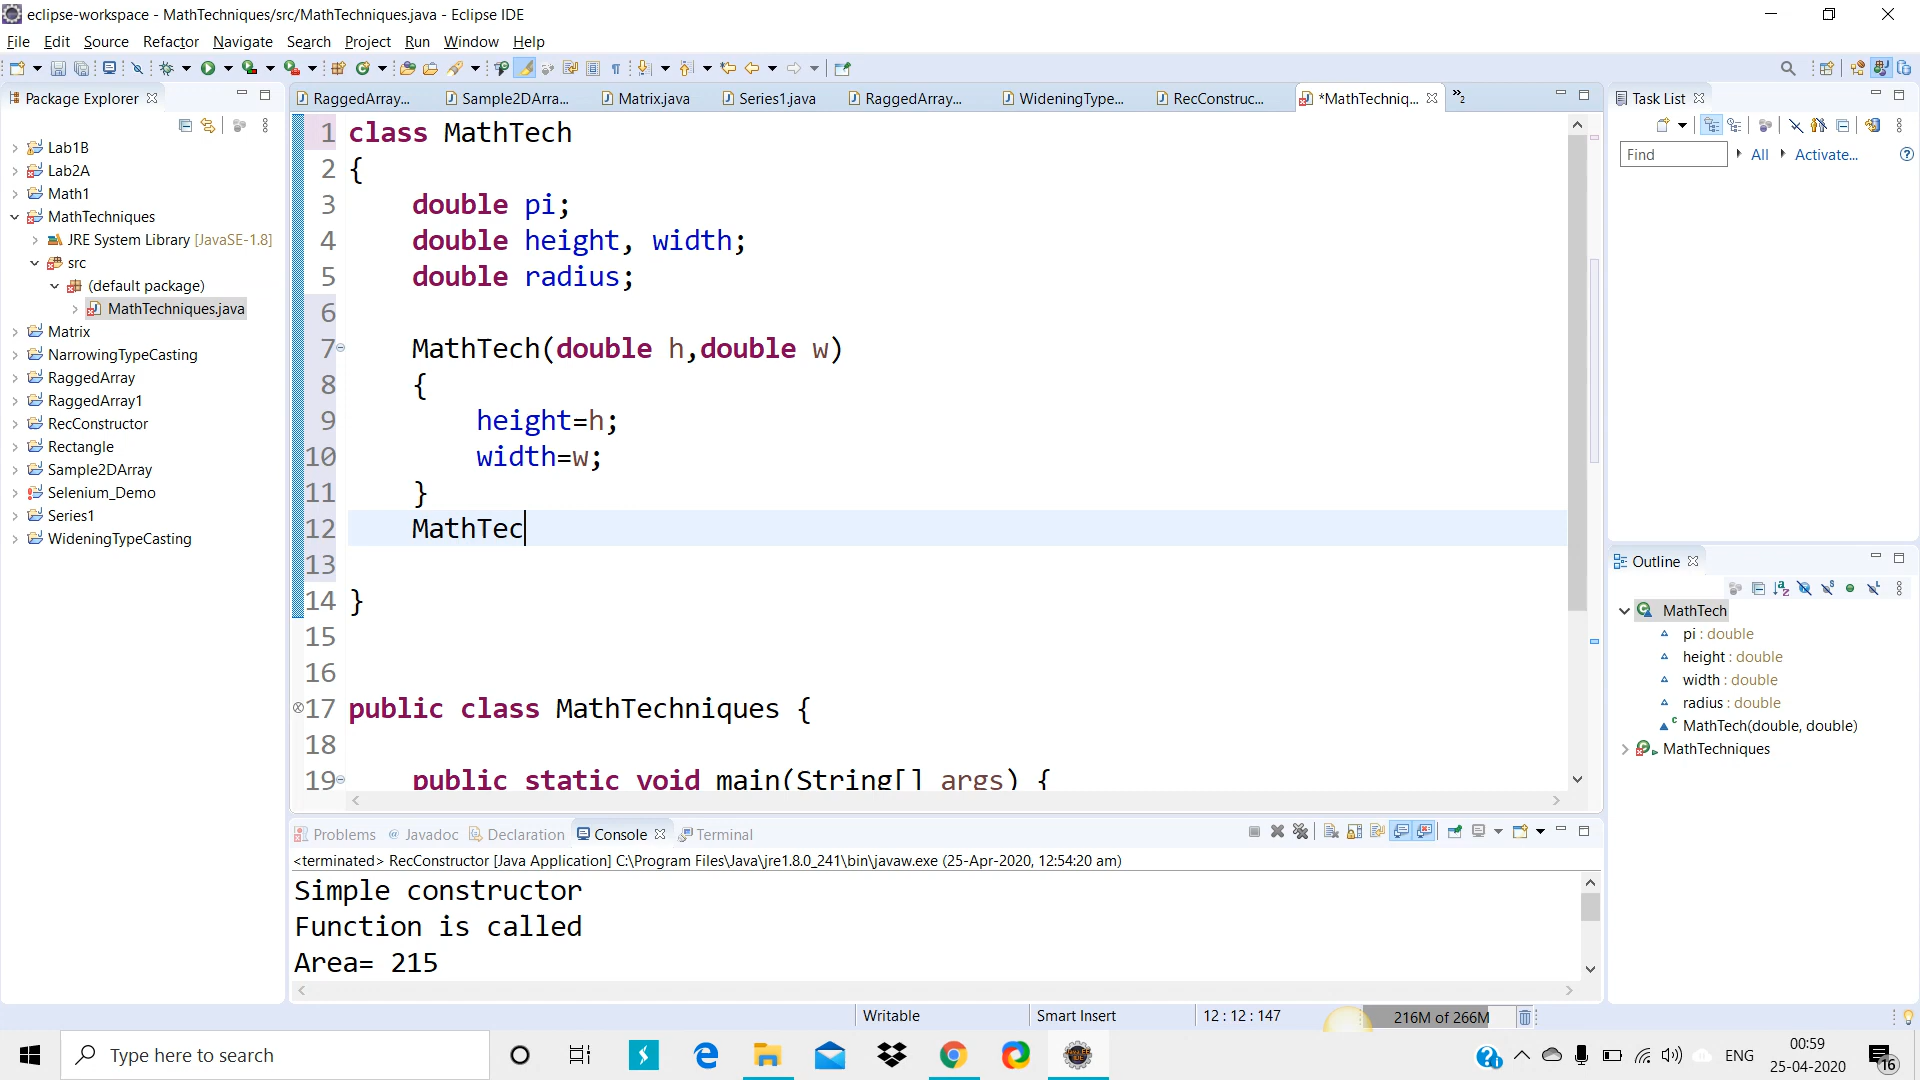 eclipse-workspace - MathTechniques/src/MathTechniques.java - Eclipse IDE
File Edit Source Refactor Navigate Search Project Run Window Help
Package Explorer
Lab1B
Lab2A
Math1
MathTechniques
JRE System Library [JavaSE-1.8]
src
(default package)
MathTechniques.java
Matrix
NarrowingTypeCasting
RaggedArray
RaggedArray1
RecConstructor
Rectangle
Sample2DArray
Selenium_Demo
Series1
WideningTypeCasting
RaggedArray... Sample2DArra... Matrix.java Series1.java RaggedArray... WideningType... RecConstruc... *MathTechniq... »2
1 class MathTech
2 {
3 double pi;
4 double height, width;
5 double radius;
6
7 MathTech(double h,double w)
8 {
9 height=h;
10 width=w;
11 }
12 MathTec
13
14 }
15
16
17 public class MathTechniques {
18
19 public static void main(String[] args) {
Problems @ Javadoc Declaration Console Terminal
<terminated> RecConstructor [Java Application] C:\Program Files\Java\jre1.8.0_241\bin\javaw.exe (25-Apr-2020, 12:54:20 am)
Simple constructor
Function is called
Area= 215
Task List
Find All Activate...
Outline
MathTech
pi : double
height : double
width : double
radius : double
MathTech(double, double)
MathTechniques
Writable Smart Insert 12 : 12 : 147 216M of 266M
Type here to search
ENG
00:59
25-04-2020
16